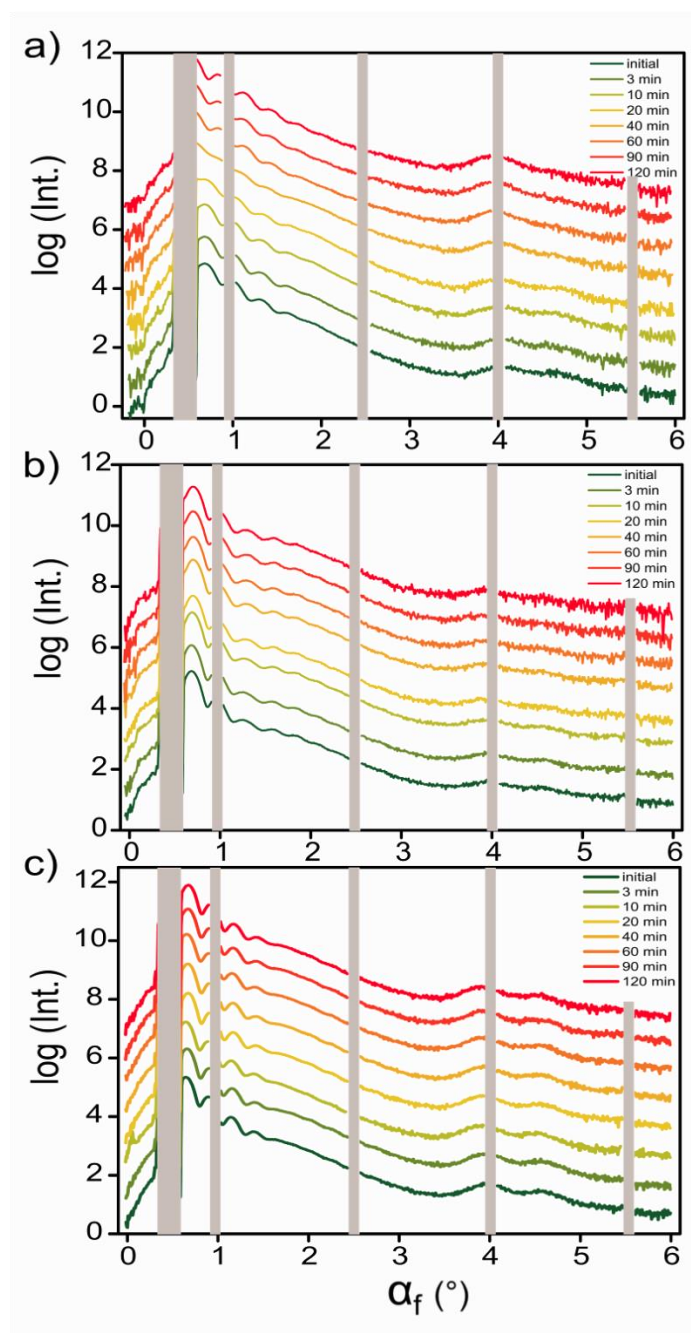 a)
12
10
8
6
4
2
0
log (Int.)
initial
3 min
10 min
20 min
40 min
60 min
90 min
120 min
0 1 2 3 4 5 6
b)
12
10
8
6
4
2
0
log (Int.)
initial
3 min
10 min
20 min
40 min
60 min
90 min
120 min
0 1 2 3 4 5 6
c)
12
10
8
6
4
2
0
log (Int.)
initial
3 min
10 min
20 min
40 min
60 min
90 min
120 min
0 1 2 3 4 5 6
αf (°)